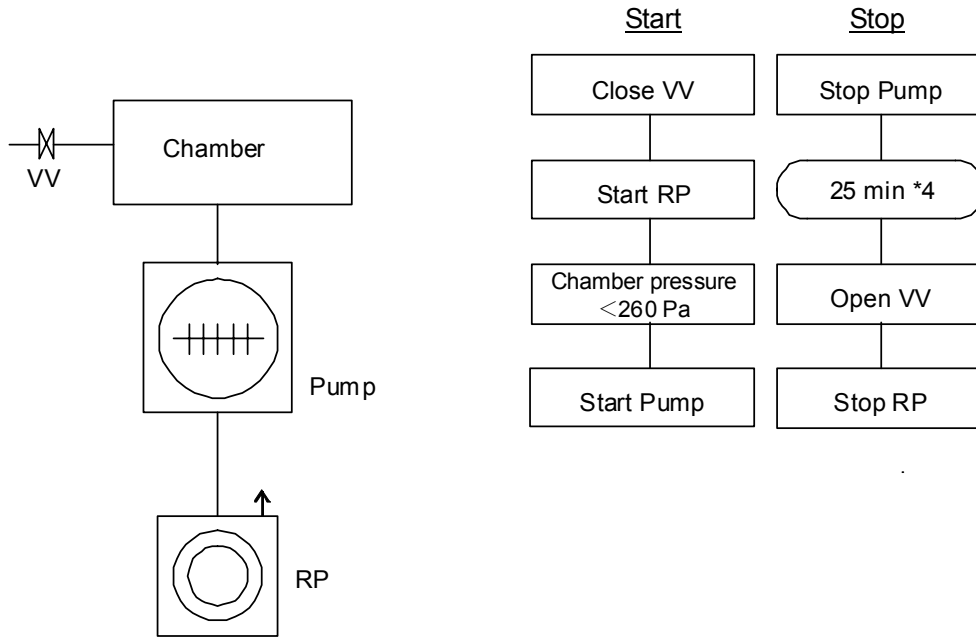 Start
Stop
Close VV
Stop Pump
Chamber
VV
Start RP
25 min *4
Chamber pressure
＜260 Pa
Open VV
Pump
Start Pump
Stop RP
RP